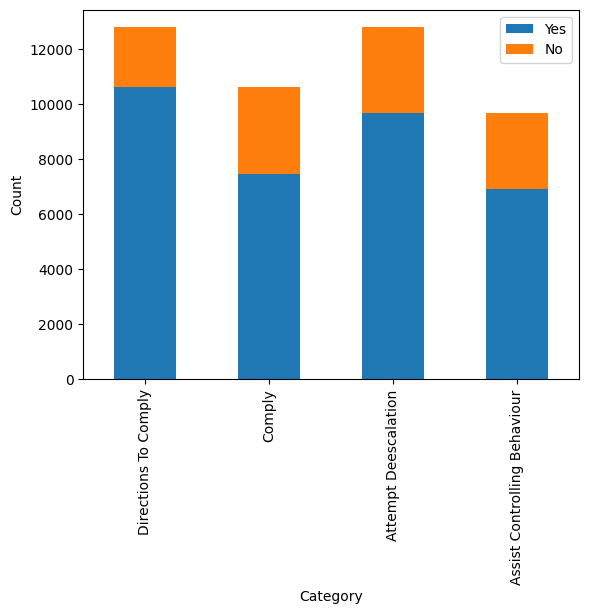 Yes
No
12000
10000
8000
6000
4000
2000
0
Count
Directions To Comply
Comply
Attempt Deescalation
Assist Controlling Behaviour
Category